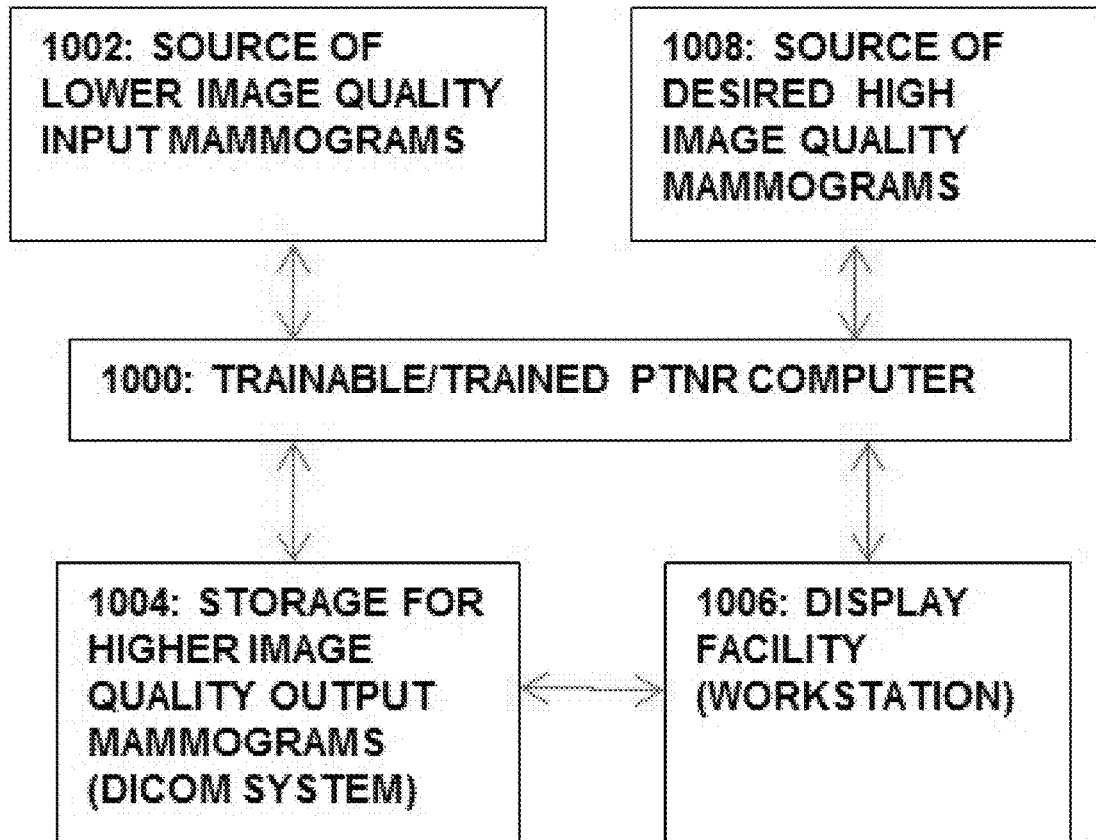 1002: SOURCE OF
LOWER IMAGE QUALITY
INPUT MAMMOGRAMS
1008: SOURCE OF
DESIRED HIGH
IMAGE QUALITY
MAMMOGRAMS
1000: TRAINABLE/TRAINED PTNR COMPUTER
1004: STORAGE FOR
HIGHER IMAGE
QUALITY OUTPUT
MAMMOGRAMS
(DICOM SYSTEM)
1006: DISPLAY
FACILITY
(WORKSTATION)